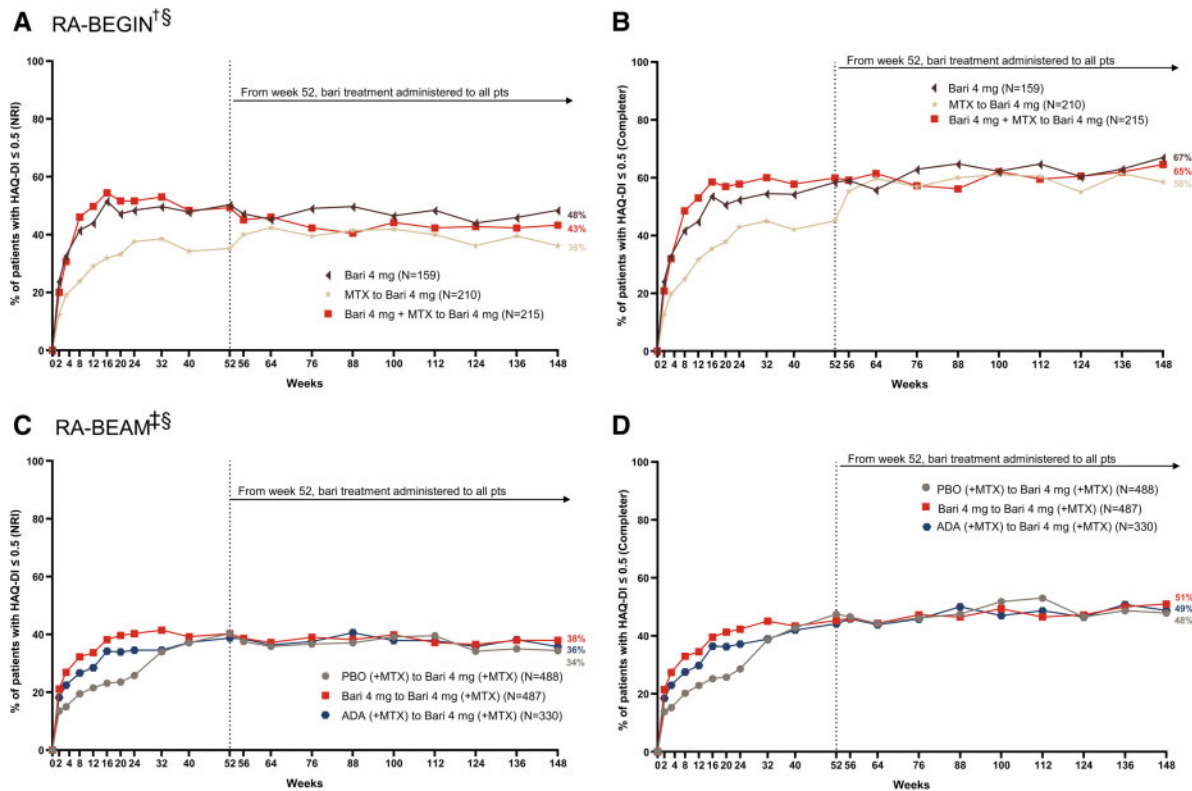 A RA-BEGIN†§
% of patients with HAQ-DI ≤ 0.5 (NRI)
100
80
60
40
20
0
From week 52, bari treatment administered to all pts
48%
43%
36%
Bari 4 mg (N=159)
MTX to Bari 4 mg (N=210)
Bari 4 mg + MTX to Bari 4 mg (N=215)
0 2 4 8 12 16 20 24 32 40 52 56 64 76 88 100 112 124 136 148
Weeks
B
% of patients with HAQ-DI ≤ 0.5 (Completer)
100
80
60
40
20
0
From week 52, bari treatment administered to all pts
Bari 4 mg (N=159)
MTX to Bari 4 mg (N=210)
Bari 4 mg + MTX to Bari 4 mg (N=215)
67%
65%
58%
0 2 4 8 12 16 20 24 32 40 52 56 64 76 88 100 112 124 136 148
Weeks
C RA-BEAM‡§
% of patients with HAQ-DI ≤ 0.5 (NRI)
100
80
60
40
20
0
From week 52, bari treatment administered to all pts
38%
36%
34%
PBO (+MTX) to Bari 4 mg (+MTX) (N=488)
Bari 4 mg to Bari 4 mg (+MTX) (N=487)
ADA (+MTX) to Bari 4 mg (+MTX) (N=330)
0 2 4 8 12 16 20 24 32 40 52 56 64 76 88 100 112 124 136 148
Weeks
D
% of patients with HAQ-DI ≤ 0.5 (Completer)
100
80
60
40
20
0
From week 52, bari treatment administered to all pts
PBO (+MTX) to Bari 4 mg (+MTX) (N=488)
Bari 4 mg to Bari 4 mg (+MTX) (N=487)
ADA (+MTX) to Bari 4 mg (+MTX) (N=330)
51%
49%
48%
0 2 4 8 12 16 20 24 32 40 52 56 64 76 88 100 112 124 136 148
Weeks